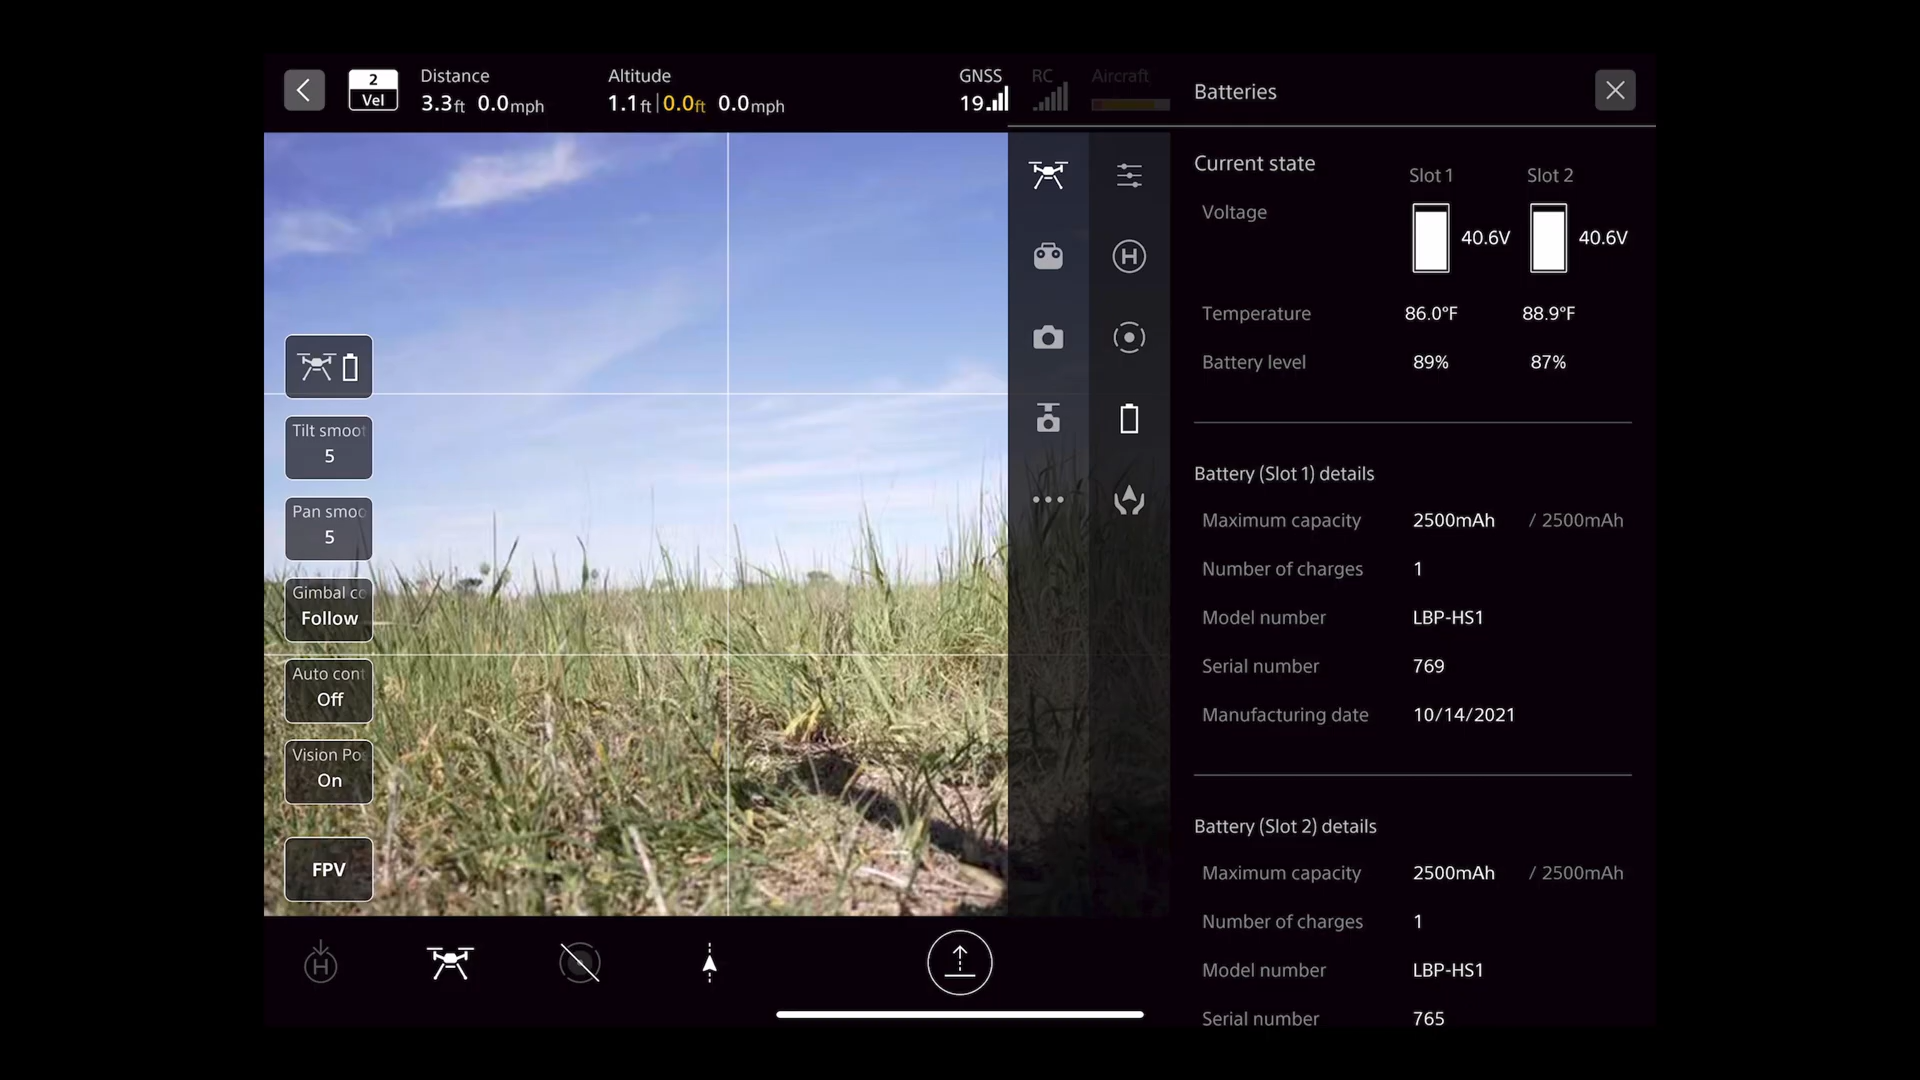 2
Vel
Distance
3.3ft 0.0mph
Altitude
1.1ft | 0.0ft 0.0mph
GNSS
19
RC
Aircraft
Tilt smoot
5
Pan smoo
5
Gimbal co
Follow
Auto cont
Off
Vision Po
On
FPV
H
H
Batteries
Current state
Slot 1 Slot 2
Voltage 40.6V 40.6V
Temperature 86.0°F 88.9°F
Battery level 89% 87%
Battery (Slot 1) details
Maximum capacity 2500mAh / 2500mAh
Number of charges 1
Model number LBP-HS1
Serial number 769
Manufacturing date 10/14/2021
Battery (Slot 2) details
Maximum capacity 2500mAh / 2500mAh
Number of charges 1
Model number LBP-HS1
Serial number 765